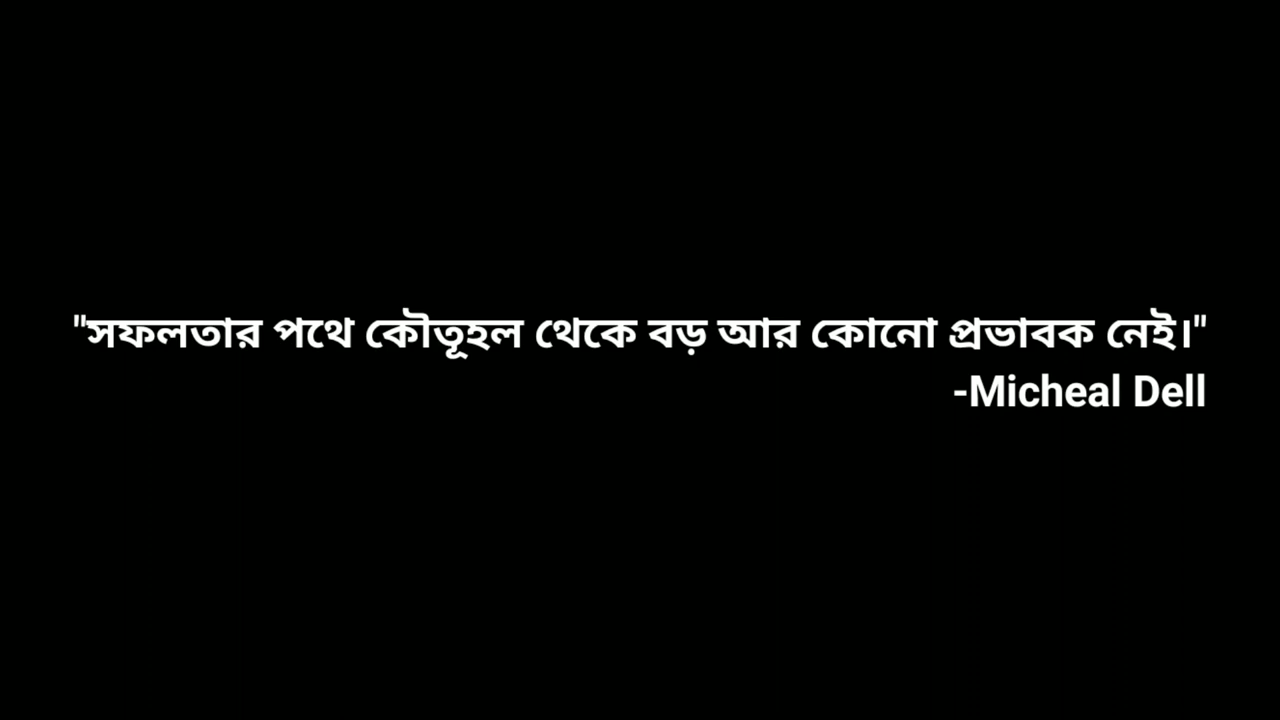 "সফলতার পথে কৌতূহল থেকে বড় আর কোনো প্রভাবক নেই।"
-Micheal Dell